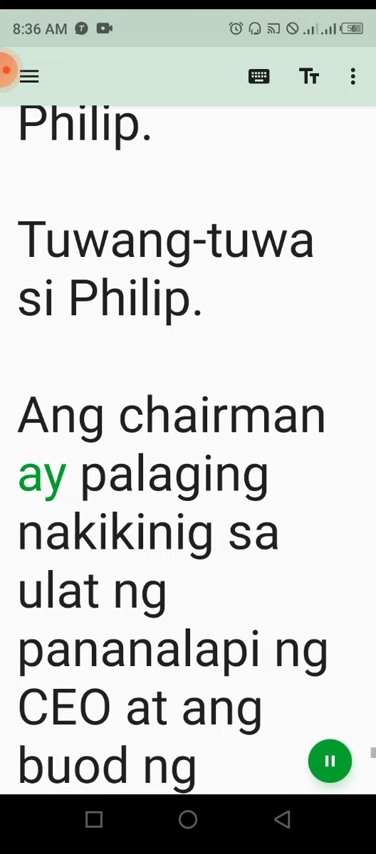 8:36 AM
Philip.
Tuwang-tuwa
si Philip.
Ang chairman
ay palaging
nakikinig sa
ulat ng
pananalapi ng
CEO at ang
buod ng